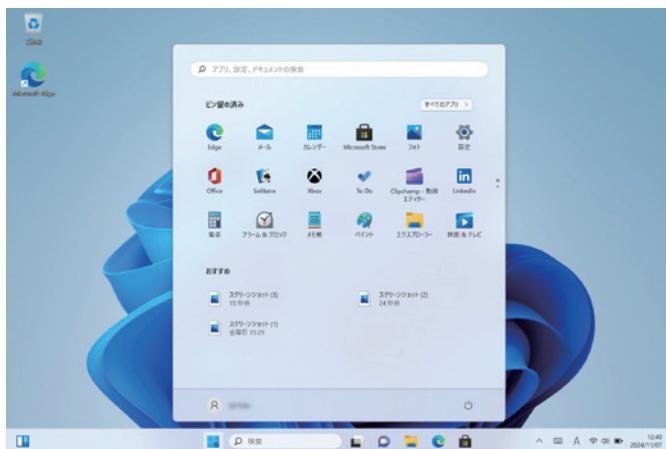 ごみ箱
Microsoft Edge
アプリ、設定、ドキュメントの検索
ピン留め済み
すべてのアプリ >
Edge
メール
カレンダー
Microsoft Store
フォト
設定
Office
Solitaire
Xbox
To Do
Clipchamp - 動画
エディター
LinkedIn
電卓
アラーム & クロック
メモ帳
ペイント
エクスプローラー
映画 & テレビ
おすすめ
スクリーンショット (3)
15 秒前
スクリーンショット (2)
24 秒前
スクリーンショット (1)
金曜日 15:29
検索
A
12:40
2024/11/07